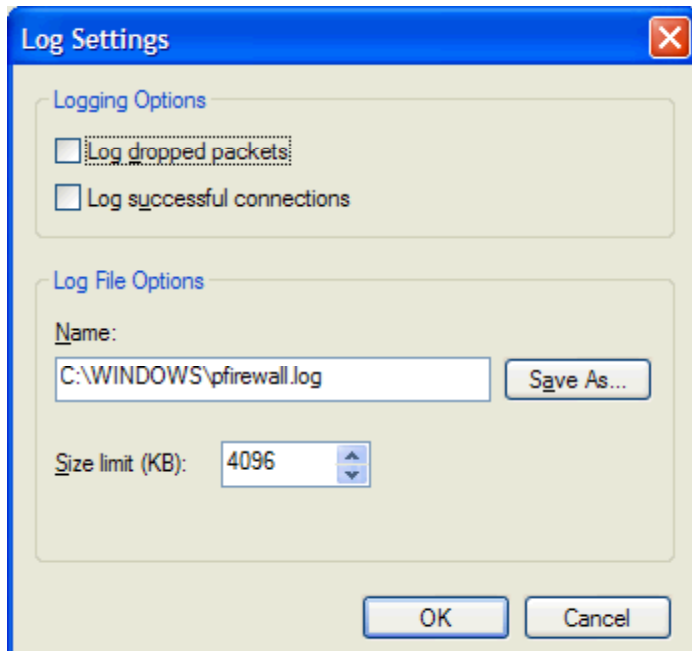 Log Settings
Logging Options
Log dropped packets
Log successful connections
Log File Options
Name:
C:\WINDOWS\pfirewall.log
Save As...
Size limit (KB):
4096
OK
Cancel